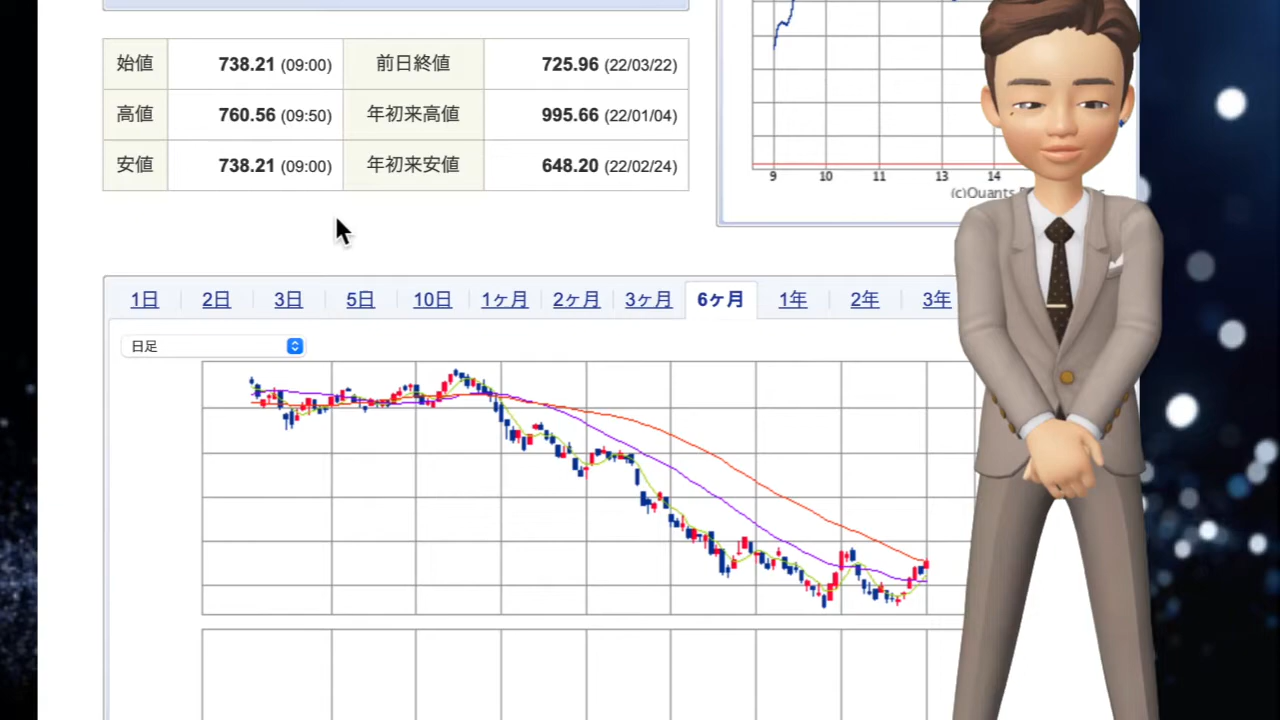 始値 738.21 (09:00) 前日終値 725.96 (22/03/22)
高値 760.56 (09:50) 年初来高値 995.66 (22/01/04)
安値 738.21 (09:00) 年初来安値 648.20 (22/02/24)
9 10 11 13 14
(c)Quants
1日 2日 3日 5日 10日 1ヶ月 2ヶ月 3ヶ月 6ヶ月 1年 2年 3年
日足